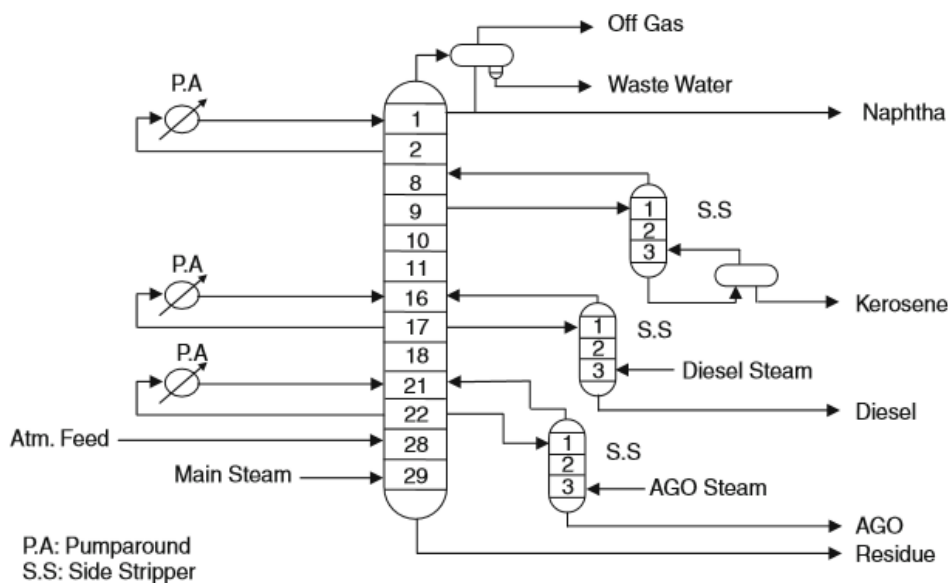 Off Gas
Waste Water
Naphtha
P.A
1
2
8
9
10
11
16
17
18
21
22
28
29
1
2
3
S.S
Kerosene
P.A
1
2
3
S.S
Diesel Steam
Diesel
P.A
1
2
3
S.S
AGO Steam
AGO
Residue
Atm. Feed
Main Steam
P.A: Pumparound
S.S: Side Stripper